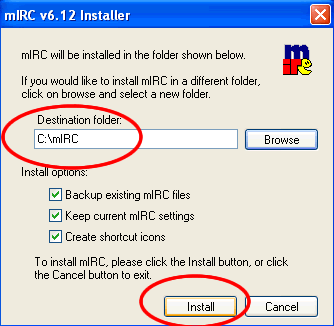 mIRC v6.12 Installer
mIRC will be installed in the folder shown below.
If you would like to install mIRC in a different folder,
click on browse and select a new folder.
Destination folder:
C:\mIRC
Browse
Install options:
Backup existing mIRC files
Keep current mIRC settings
Create shortcut icons
To install mIRC, please click the Install button, or click
the Cancel button to exit.
Install
Cancel